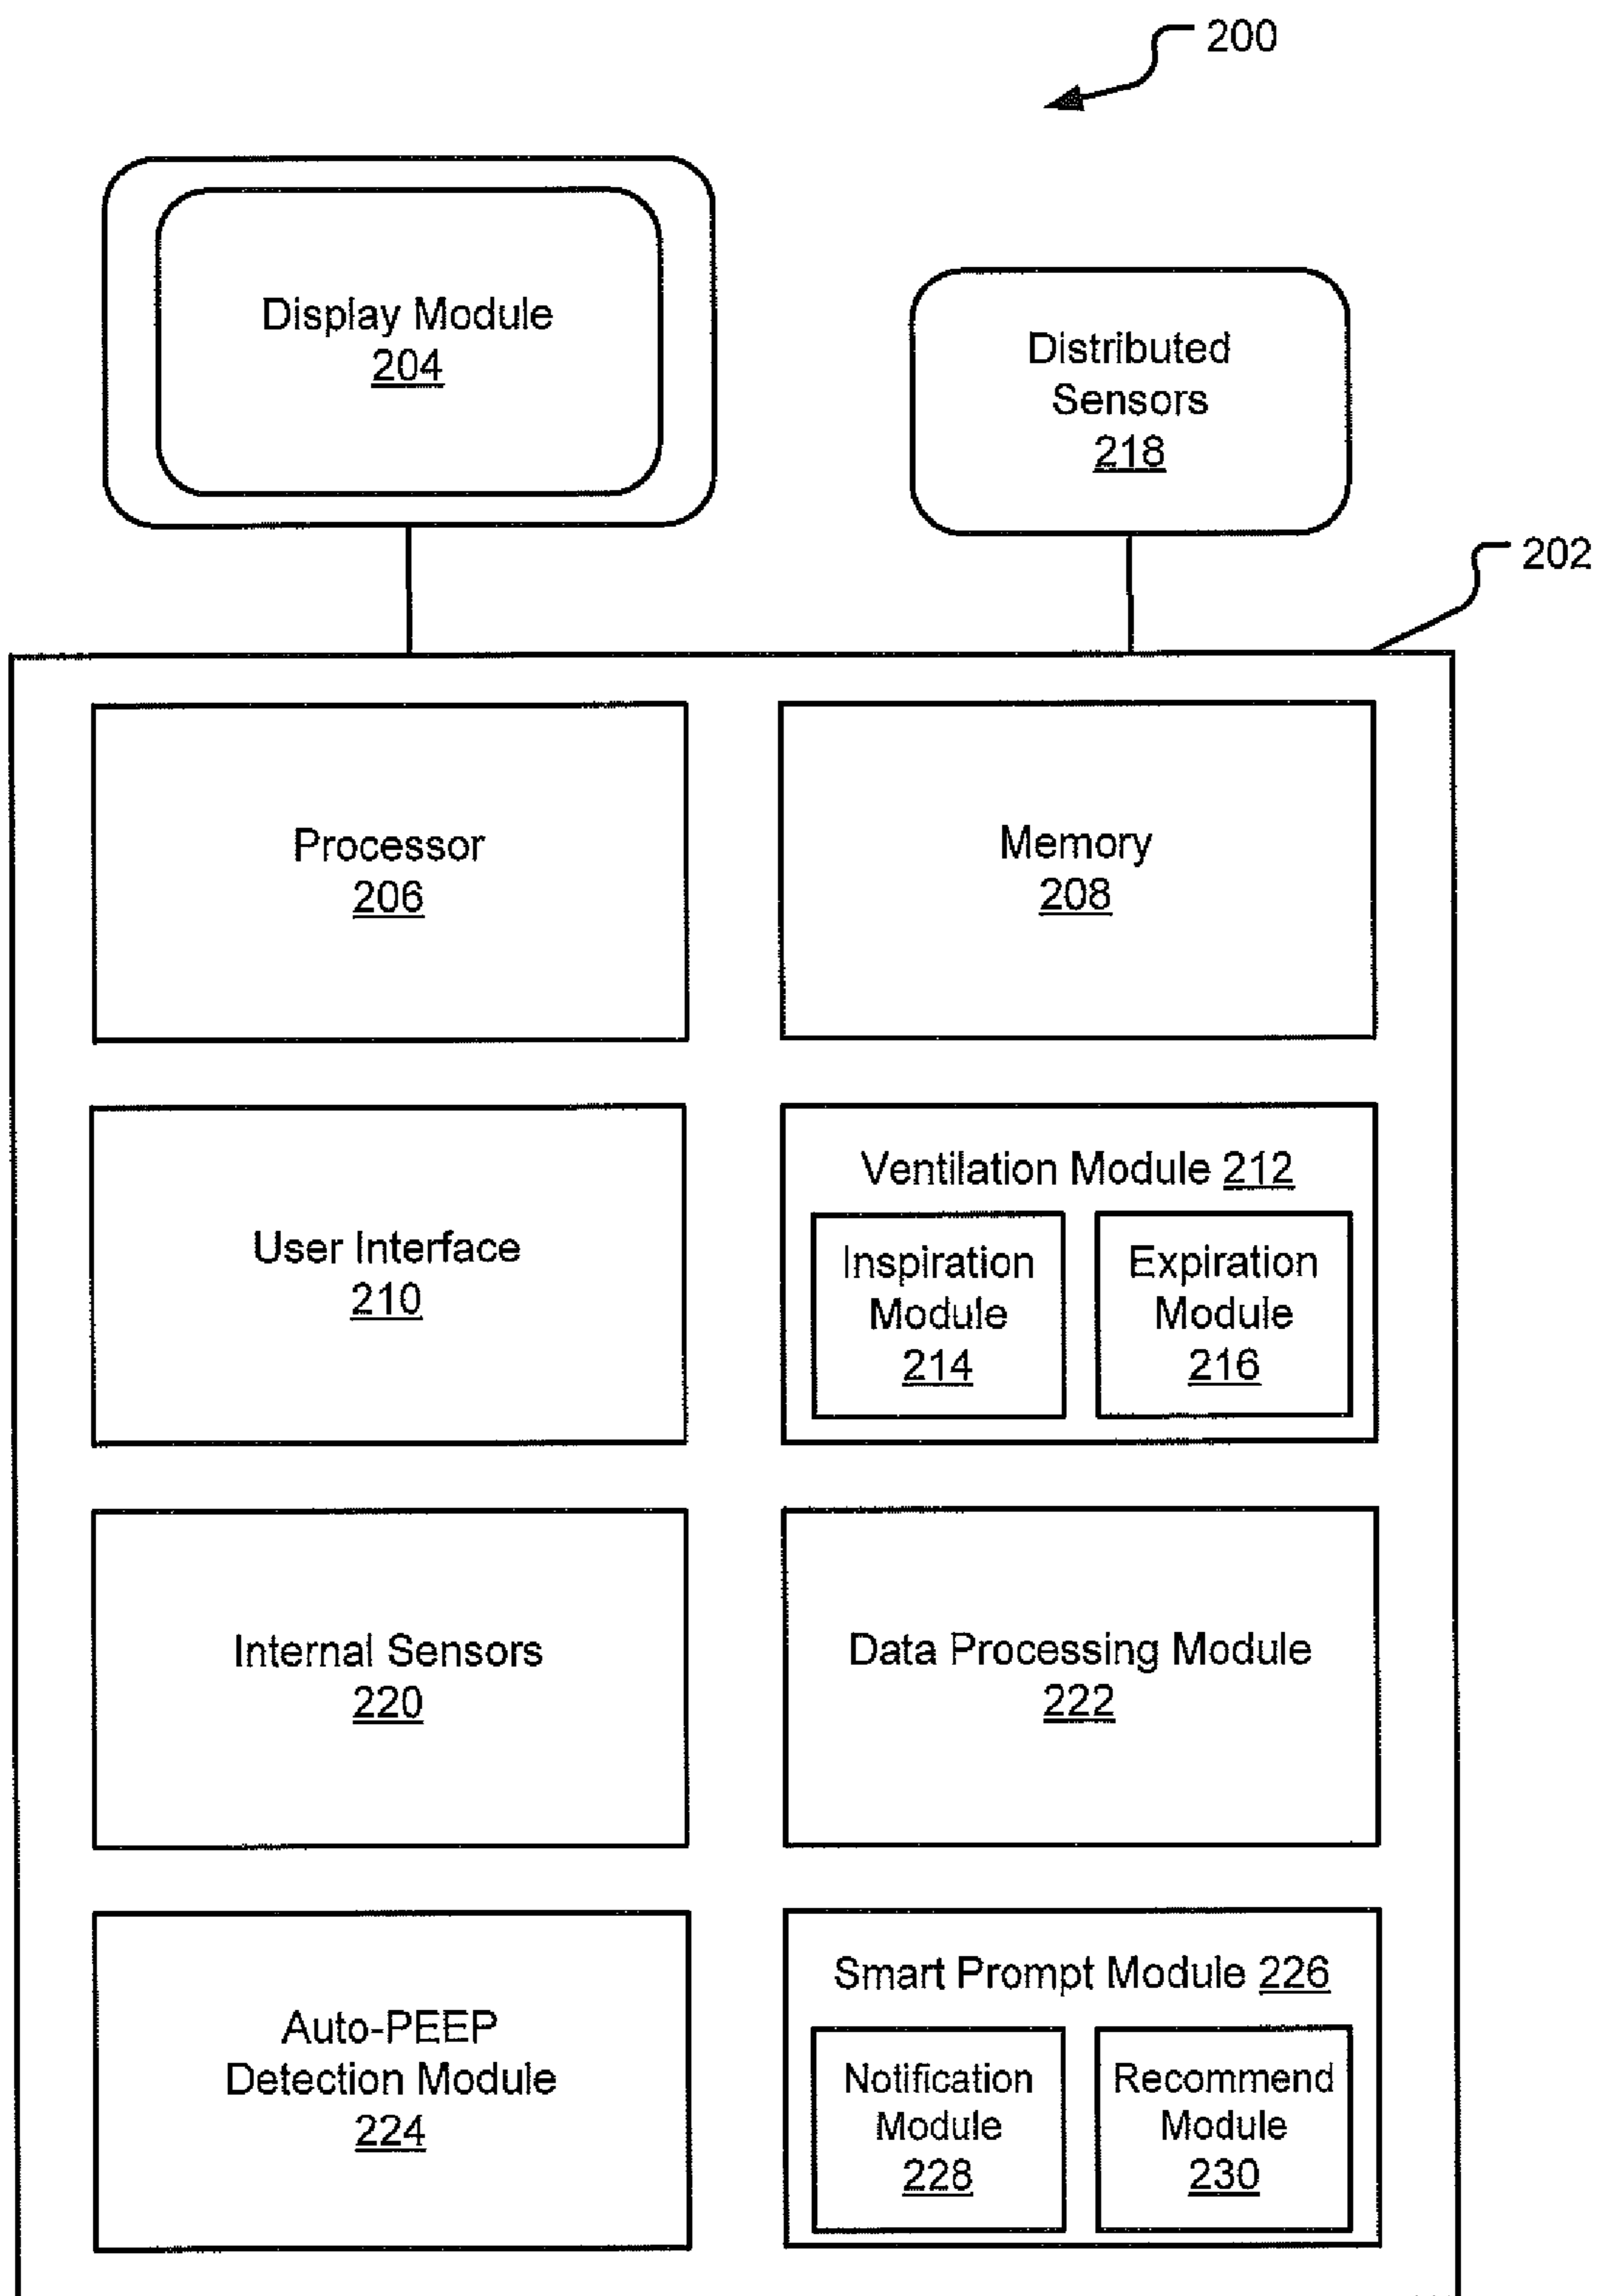 200
Display Module
204
Distributed
Sensors
218
202
Processor
206
Memory
208
User Interface
210
Ventilation Module 212
Inspiration
Module
214
Expiration
Module
216
Internal Sensors
220
Data Processing Module
222
Auto-PEEP
Detection Module
224
Smart Prompt Module 226
Notification
Module
228
Recommend
Module
230